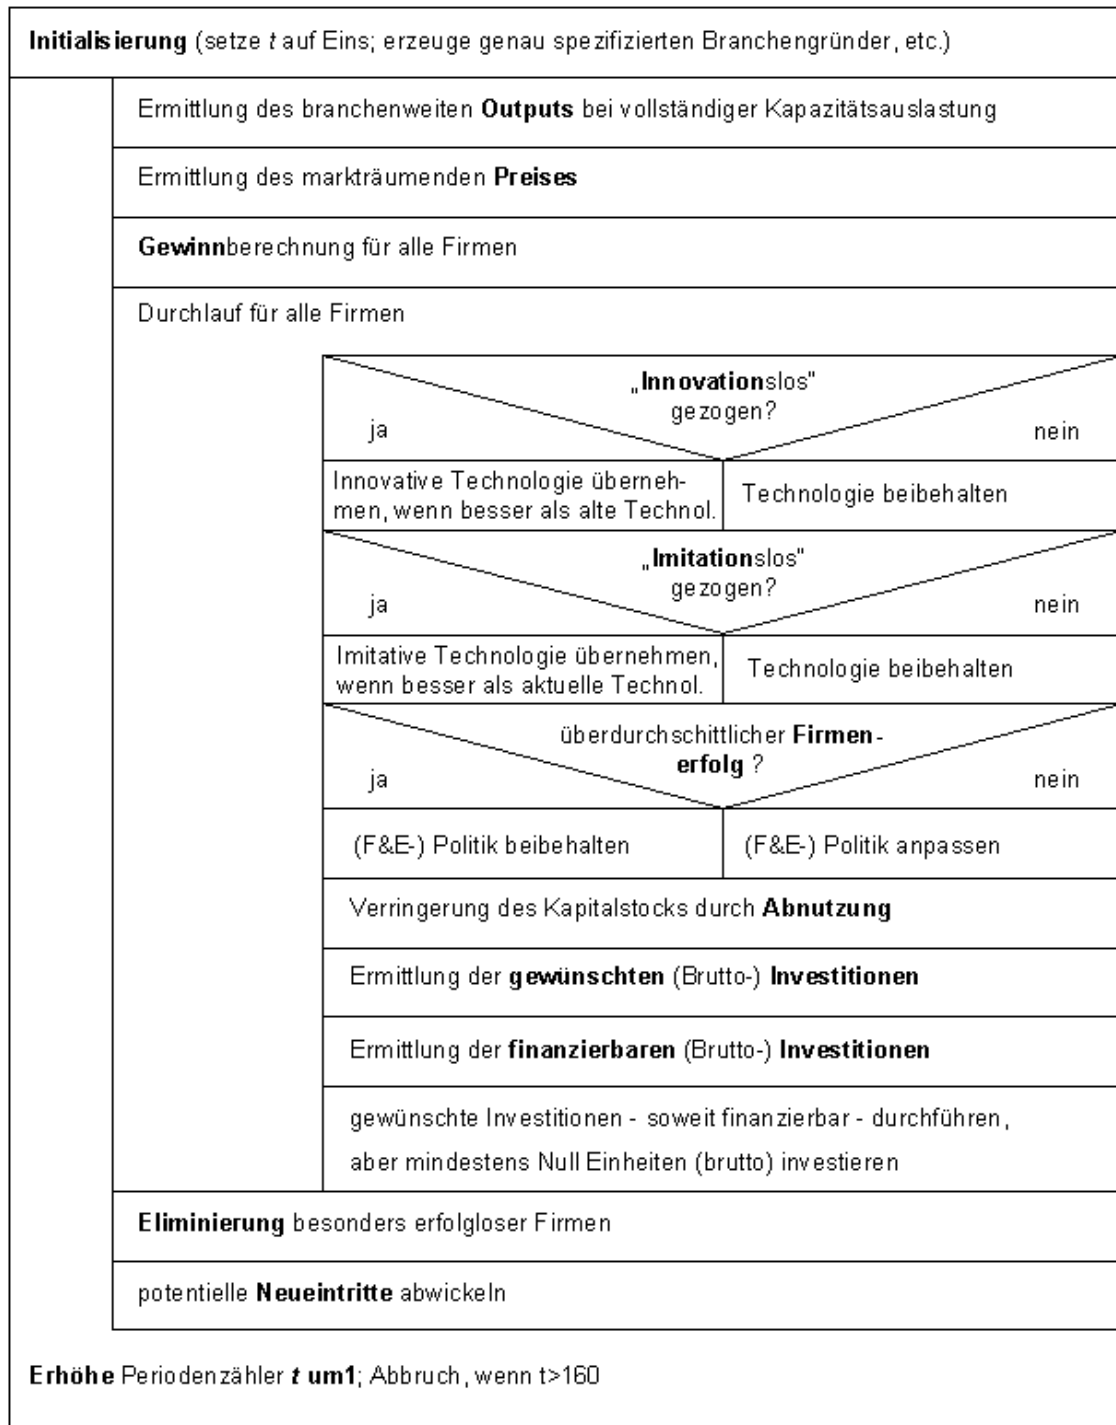 Initialisierung (setze t auf Eins; erzeuge genau spezifizierten Branchengründer, etc.)
Ermittlung des branchenweiten Outputs bei vollständiger Kapazitätsauslastung
Ermittlung des markträumenden Preises
Gewinnberechnung für alle Firmen
Durchlauf für alle Firmen
„Innovationslos"
gezogen?
ja
nein
Innovative Technologie überneh-
men, wenn besser als alte Technol.
Technologie beibehalten
„Imitationslos"
gezogen?
ja
nein
Imitative Technologie übernehmen,
wenn besser als aktuelle Technol.
Technologie beibehalten
überdurschittlicher Firmen-
erfolg ?
ja
nein
(F&E-) Politik beibehalten
(F&E-) Politik anpassen
Verringerung des Kapitalstocks durch Abnutzung
Ermittlung der gewünschten (Brutto-) Investitionen
Ermittlung der finanzierbaren (Brutto-) Investitionen
gewünschte Investitionen - soweit finanzierbar - durchführen,
aber mindestens Null Einheiten (brutto) investieren
Eliminierung besonders erfolgloser Firmen
potentielle Neueintritte abwickeln
Erhöhe Periodenzähler t um1; Abbruch, wenn t>160